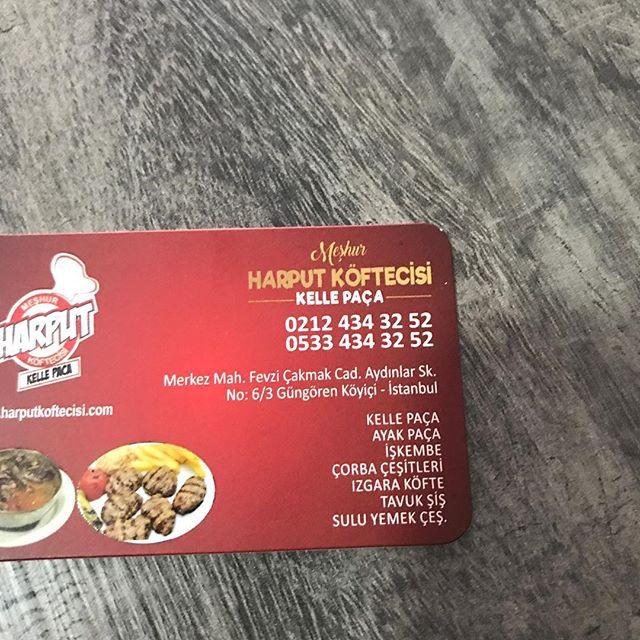 Meşhur
HARPUT KÖFTECİSİ
KELLE PAÇA
0212 434 32 52
0533 434 32 52
Merkez Mah. Fevzi Çakmak Cad. Aydınlar Sk.
No: 6/3 Güngören Köyiçi - İstanbul
KELLE PAÇA
AYAK PAÇA
İŞKEMBE
ÇORBA ÇEŞİTLERİ
IZGARA KÖFTE
TAVUK ŞİŞ
SULU YEMEK ÇEŞ.
MEŞHUR
HARPUT
KÖFTECİSİ
KELLE PAÇA
.harputkoftecisi.com